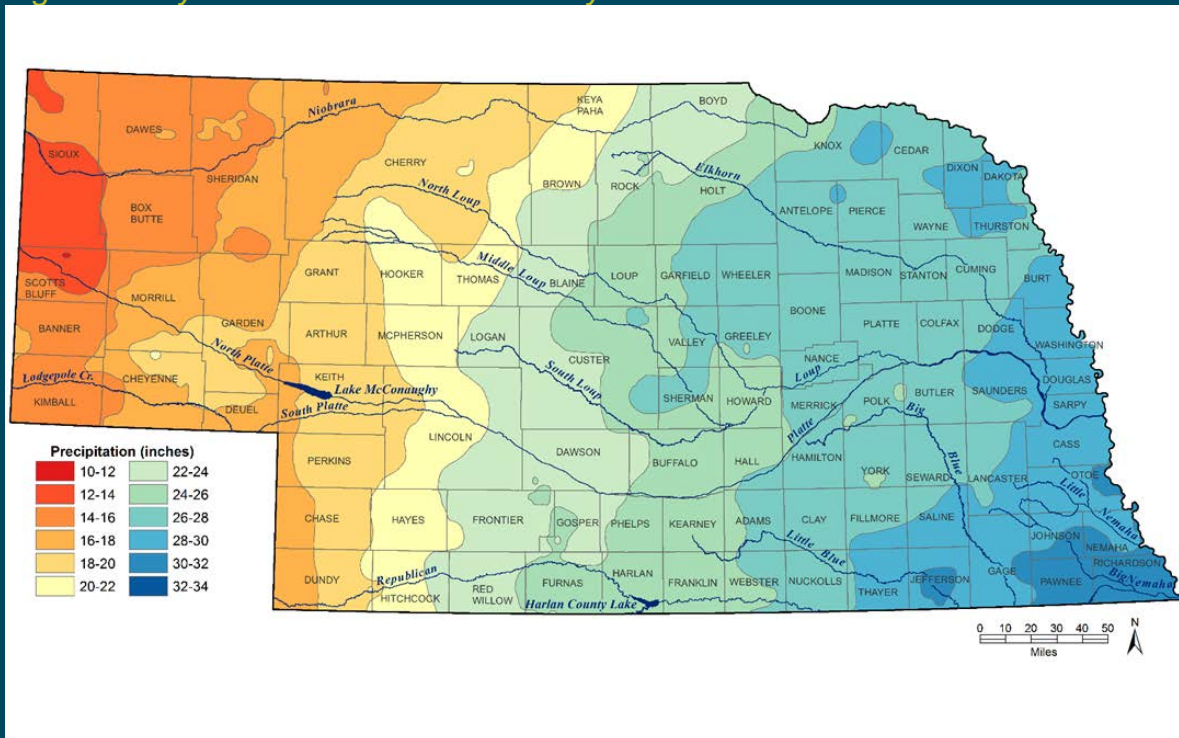 KEYA
PAHA
BOYD
Niobrara
DAWES
SIOUX
SHERIDAN
CHERRY
BROWN
ROCK
HOLT
Elkhorn
KNOX
CEDAR
DIXON
DAKOTA
BOX
BUTTE
North Loup
ANTELOPE
PIERCE
WAYNE
THURSTON
SCOTTS
BLUFF
MORRILL
GARDEN
GRANT
HOOKER
THOMAS
Middle Loup
BLAINE
LOUP
GARFIELD
WHEELER
MADISON
STANTON
CUMING
BURT
BANNER
North Platte
ARTHUR
MCPHERSON
LOGAN
CUSTER
VALLEY
GREELEY
BOONE
PLATTE
COLFAX
DODGE
WASHINGTON
Lodgepole Cr.
KIMBALL
CHEYENNE
DEUEL
KEITH
Lake McConaughy
South Platte
South Loup
SHERMAN
HOWARD
NANCE
Loup
MERRICK
POLK
BUTLER
SAUNDERS
DOUGLAS
SARPY
LINCOLN
PERKINS
DAWSON
BUFFALO
HALL
Platte
HAMILTON
YORK
Big
Blue
SEWARD
LANCASTER
CASS
OTOE
Little
Nemaha
CHASE
HAYES
FRONTIER
GOSPER
PHELPS
KEARNEY
ADAMS
CLAY
FILLMORE
SALINE
JOHNSON
NEMAHA
RICHARDSON
DUNDY
Republican
HITCHCOCK
RED
WILLOW
FURNAS
HARLAN
Harlan County Lake
FRANKLIN
WEBSTER
Little Blue
NUCKOLLS
THAYER
JEFFERSON
GAGE
PAWNEE
Big Nemaha
Precipitation (inches)
10-12 22-24
12-14 24-26
14-16 26-28
16-18 28-30
18-20 30-32
20-22 32-34
0 10 20 30 40 50
Miles
N